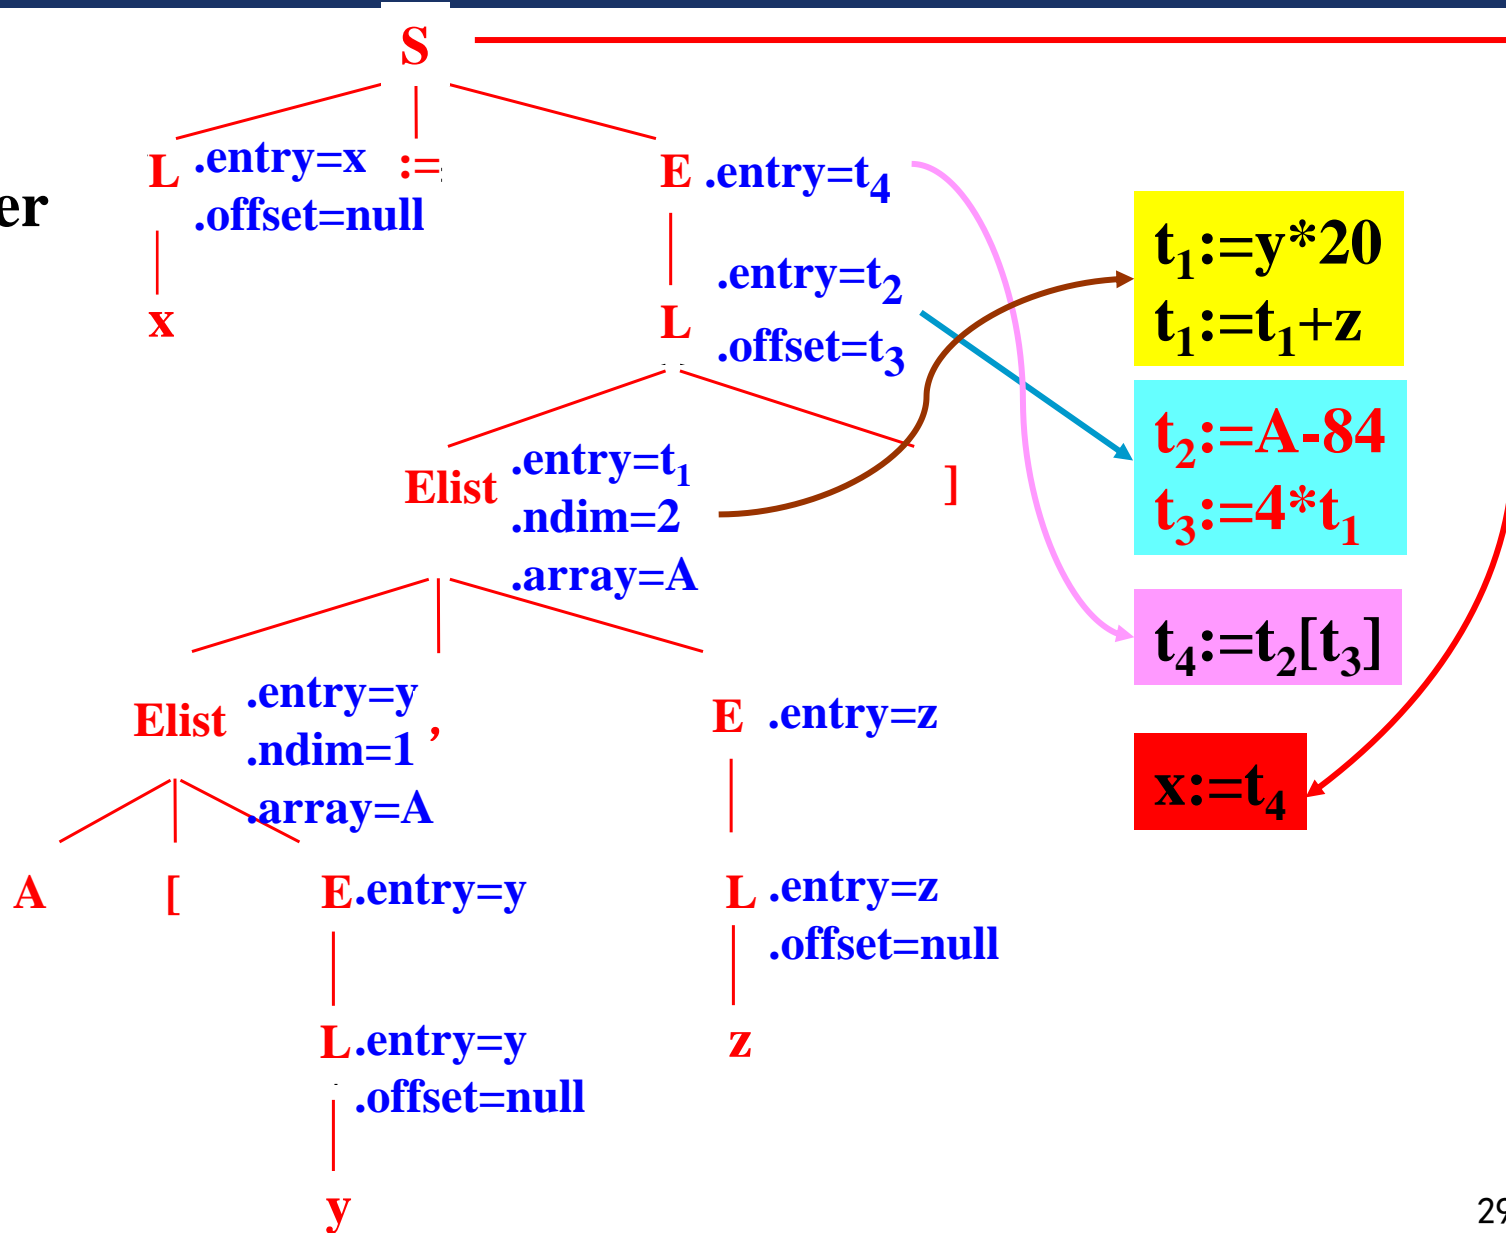 S
L .entry=x :=
.offset=null
E .entry=t₄
er
x
.entry=t₂
L
.offset=t₃
t₁:=y*20
t₁:=t₁+z
t₂:=A-84
t₃:=4*t₁
Elist .entry=t₁
.ndim=2
.array=A
]
t₄:=t₂[t₃]
Elist .entry=y
.ndim=1 ,
.array=A
E .entry=z
x:=t₄
A [ E.entry=y
L .entry=z
.offset=null
L.entry=y
.offset=null
z
y
29